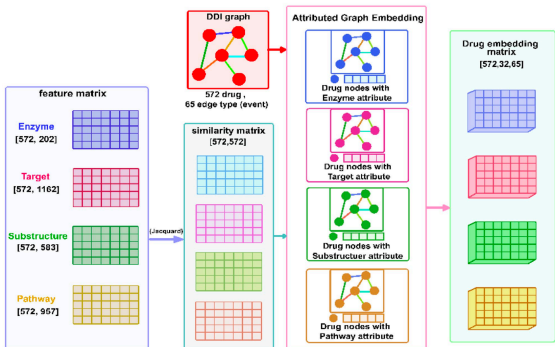 DDI graph
572 drug ,
65 edge type (event)
feature matrix
Enzyme
[572, 202]
Target
[572, 1162]
Substructure
[572, 583]
Pathway
[572, 957]
(Jacquard)
similarity matrix
[572,572]
Attributed Graph Embedding
Drug nodes with
Enzyme attribute
Drug nodes with
Target attribute
Drug nodes with
Substructuer attribute
Drug nodes with
Pathway attribute
Drug embedding
matrix
[572,32,65]